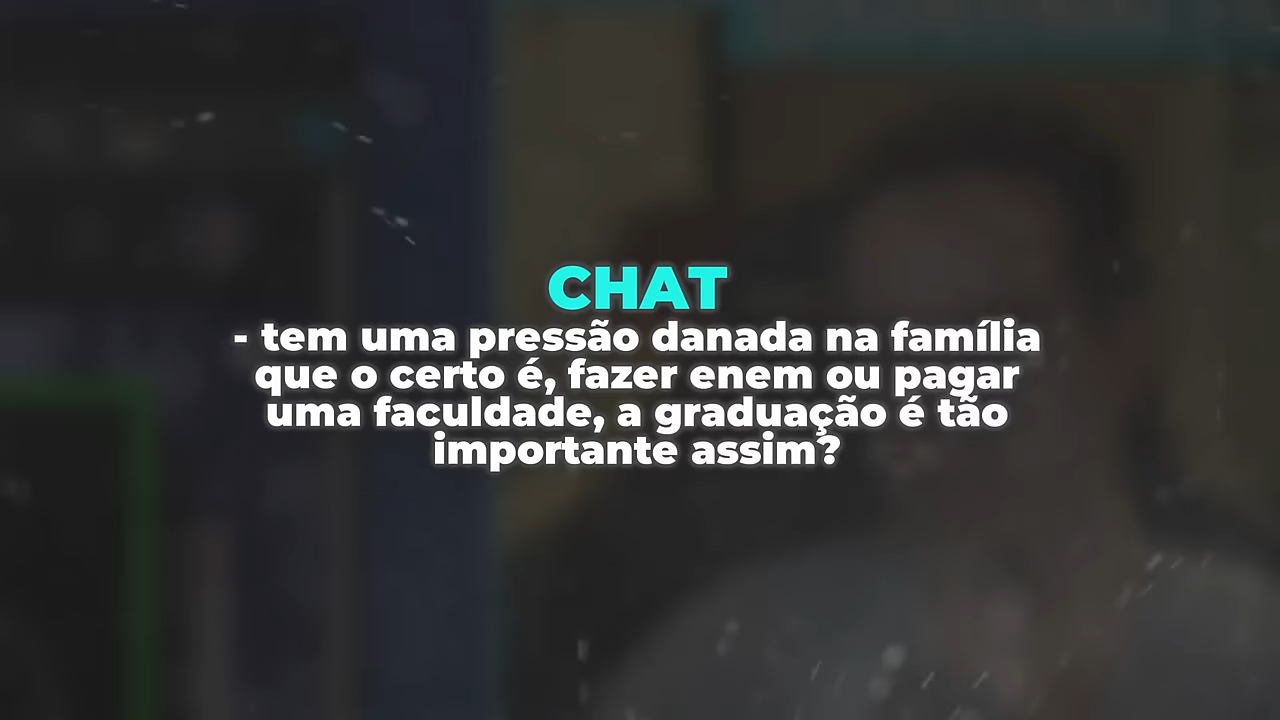 CHAT
- tem uma pressão danada na família
que o certo é, fazer enem ou pagar
uma faculdade, a graduação é tão
importante assim?